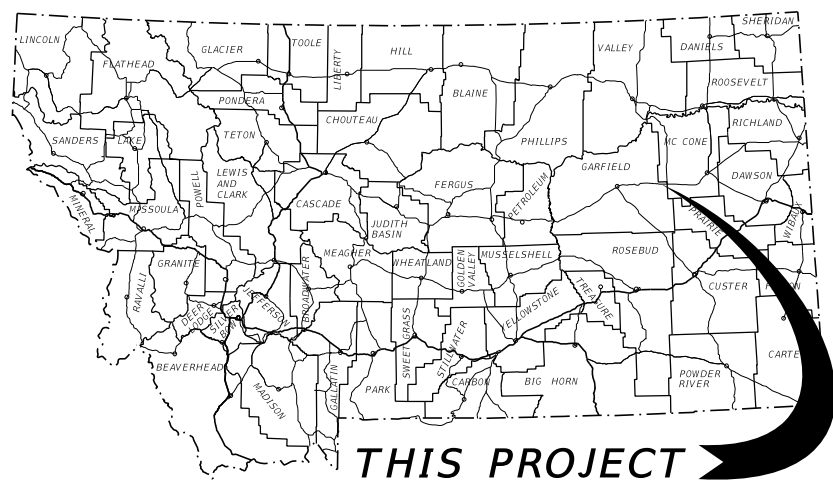 SHERIDAN
LINCOLN
GLACIER
TOOLE
LIBERTY
HILL
VALLEY
DANIELS
FLATHEAD
ROOSEVELT
PONDERA
BLAINE
CHOUTEAU
RICHLAND
SANDERS
LAKE
TETON
PHILLIPS
MC CONE
GARFIELD
LEWIS
AND
CLARK
POWELL
FERGUS
PETROLEUM
DAWSON
MINERAL
MISSOULA
CASCADE
JUDITH
BASIN
PRAIRIE
WIBAUX
MEAGHER
WHEATLAND
GOLDEN
VALLEY
MUSSELSHELL
ROSEBUD
GRANITE
RAVALLI
BROADWATER
CUSTER
DEER
LODGE
SILVER
JEFFERSON
SWEET GRASS
STILLWATER
YELLOWSTONE
TREASURE
BEAVERHEAD
MADISON
GALLATIN
PARK
CARBON
BIG HORN
POWDER
RIVER
THIS PROJECT